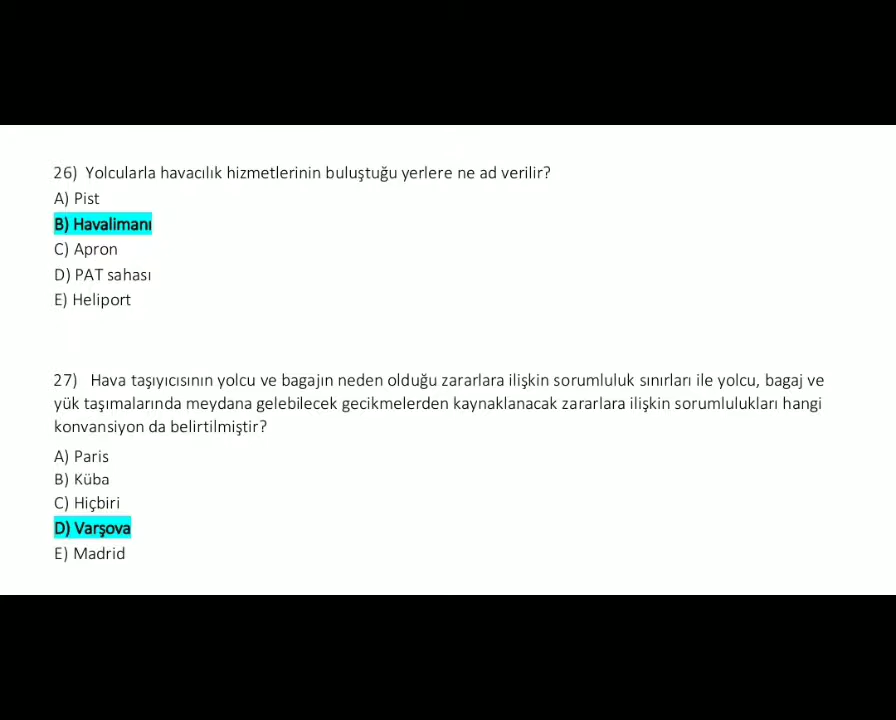 26) Yolcularla havacılık hizmetlerinin buluştuğu yerlere ne ad verilir?
A) Pist
B) Havalimanı
C) Apron
D) PAT sahası
E) Heliport
27) Hava taşıyıcısının yolcu ve bagajın neden olduğu zararlara ilişkin sorumluluk sınırları ile yolcu, bagaj ve
yük taşımalarında meydana gelebilecek gecikmelerden kaynaklanacak zararlara ilişkin sorumlulukları hangi
konvansiyon da belirtilmiştir?
A) Paris
B) Küba
C) Hiçbiri
D) Varşova
E) Madrid